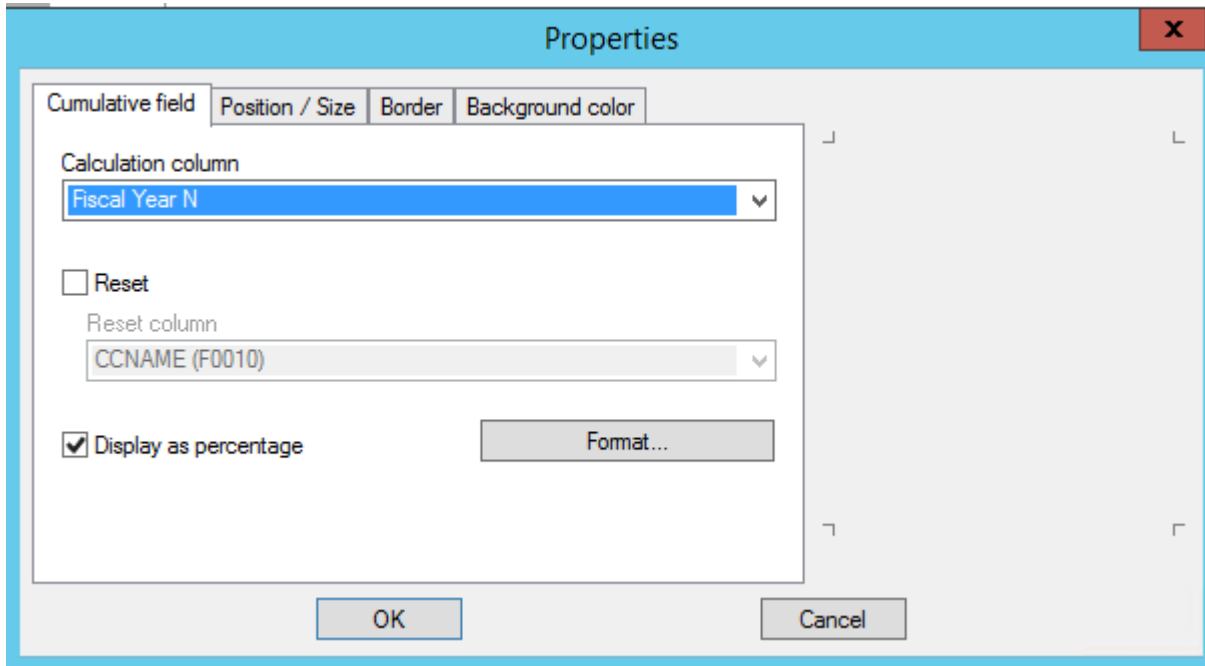 Properties
x
Cumulative field Position / Size Border Background color
Calculation column
Fiscal Year N
Reset
Reset column
CCNAME (F0010)
Display as percentage Format...
OK Cancel